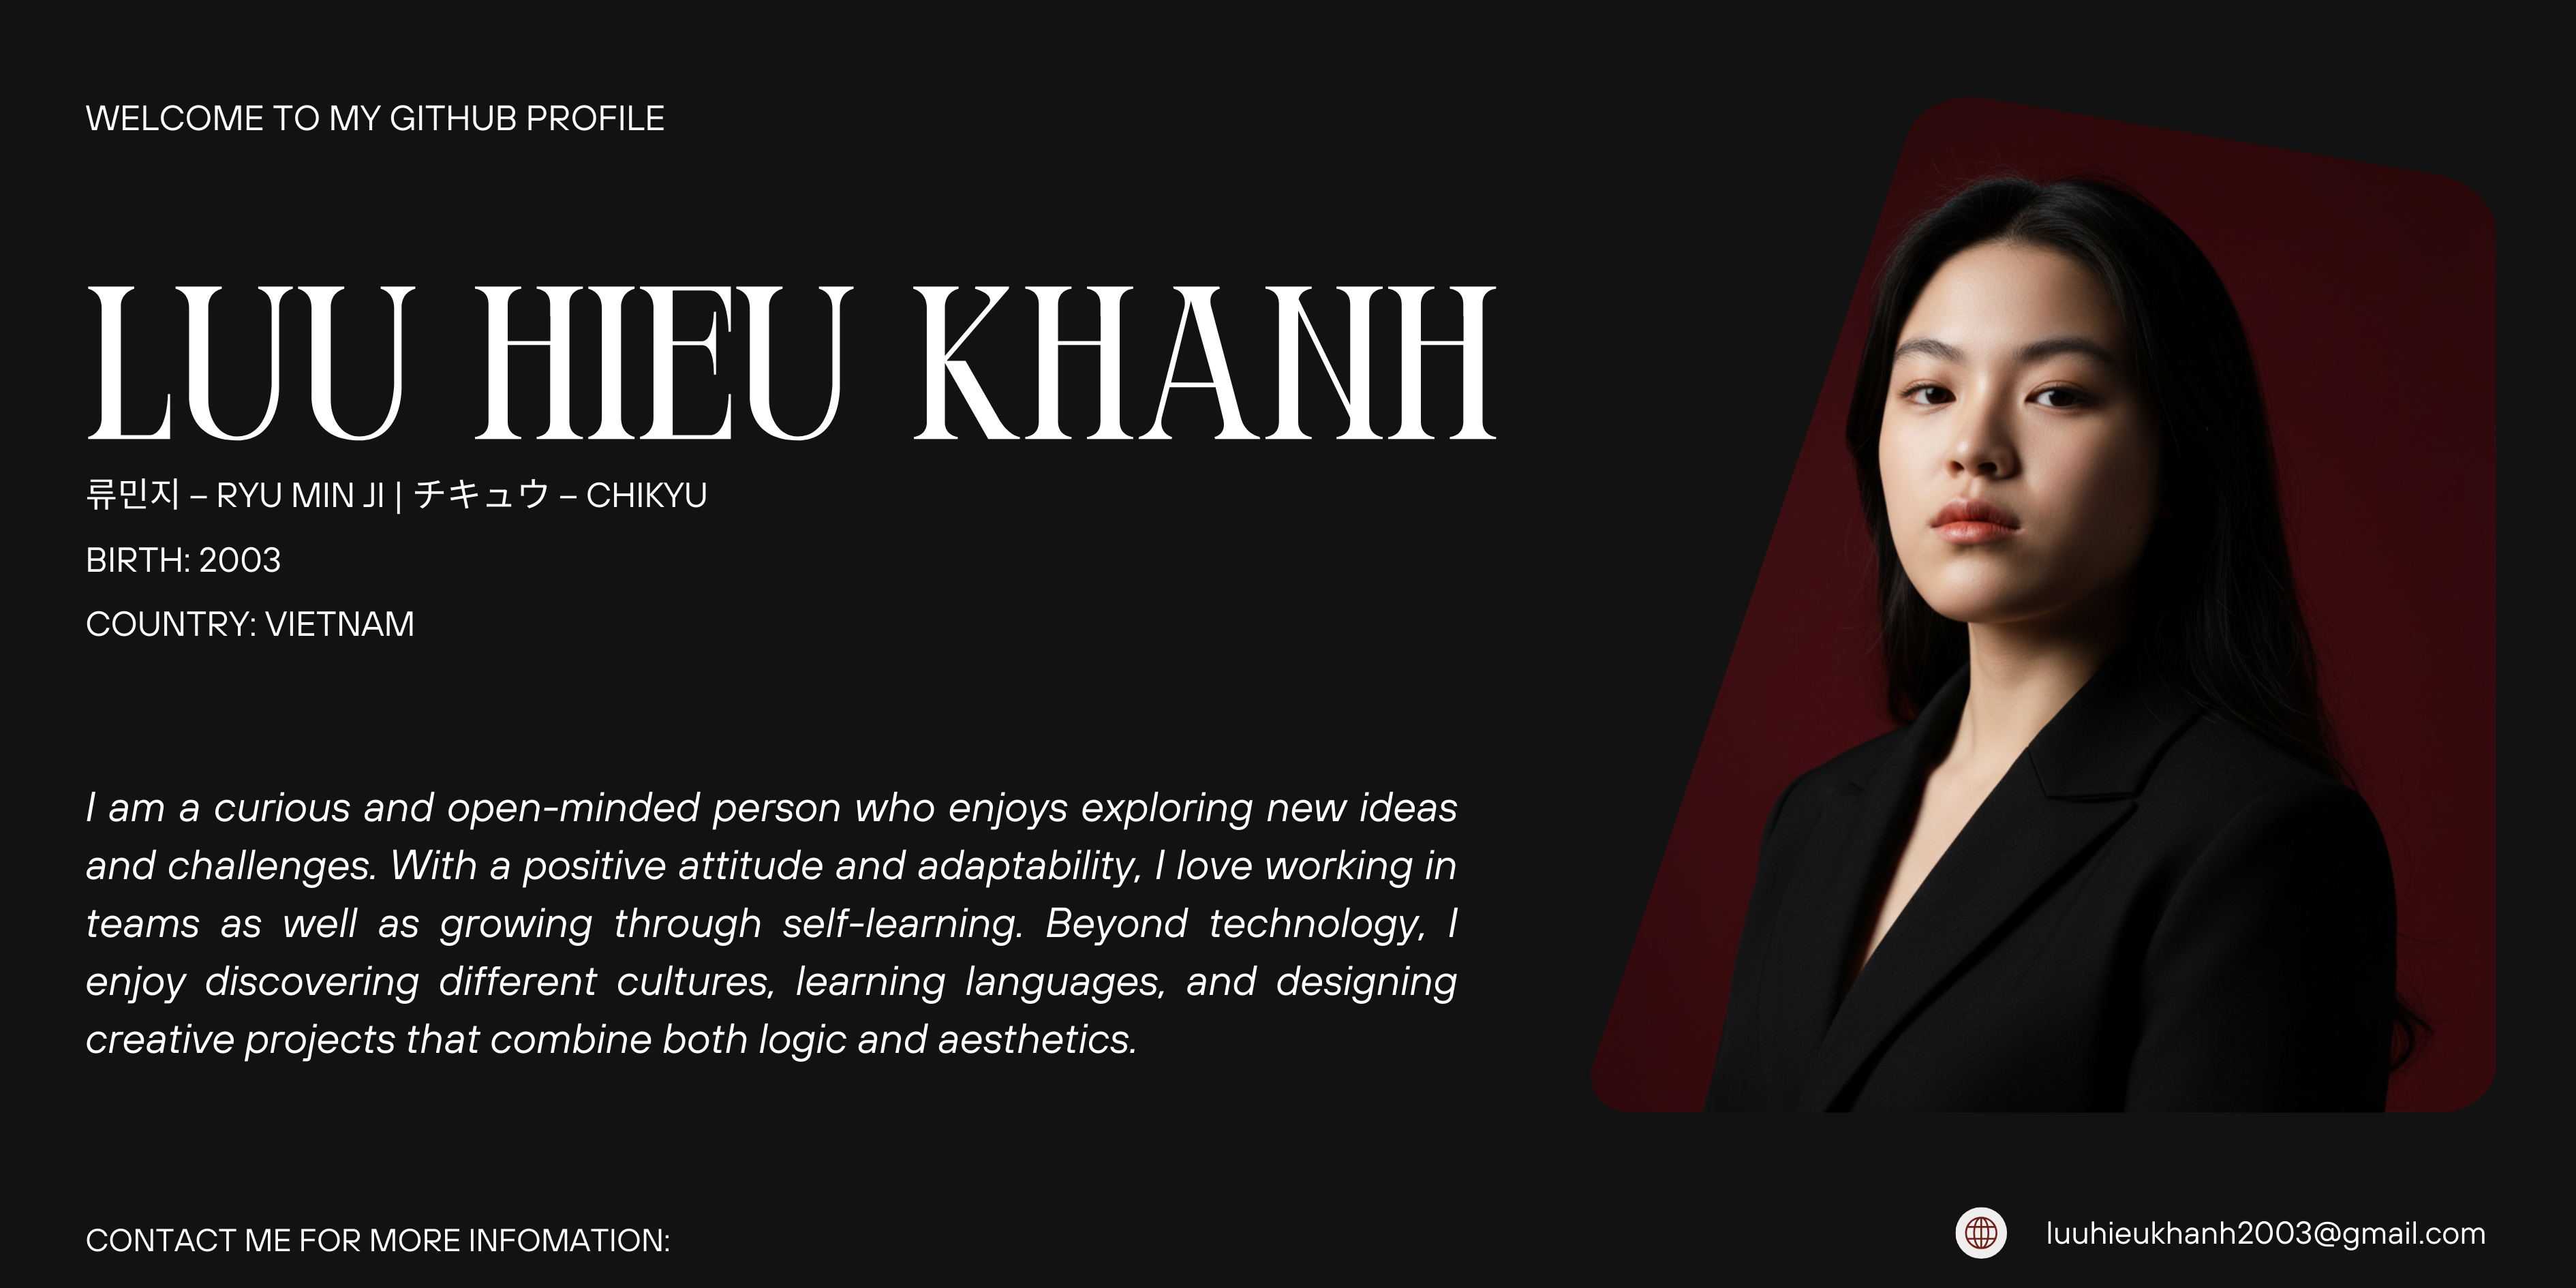 WELCOME TO MY GITHUB PROFILE
LUU HIEU KHANH
류민지 – RYU MIN JI | チキュウ – CHIKYU
BIRTH: 2003
COUNTRY: VIETNAM
I am a curious and open-minded person who enjoys exploring new ideas
and challenges. With a positive attitude and adaptability, I love working in
teams as well as growing through self-learning. Beyond technology, I
enjoy discovering different cultures, learning languages, and designing
creative projects that combine both logic and aesthetics.
CONTACT ME FOR MORE INFOMATION:
luuhieukhanh2003@gmail.com